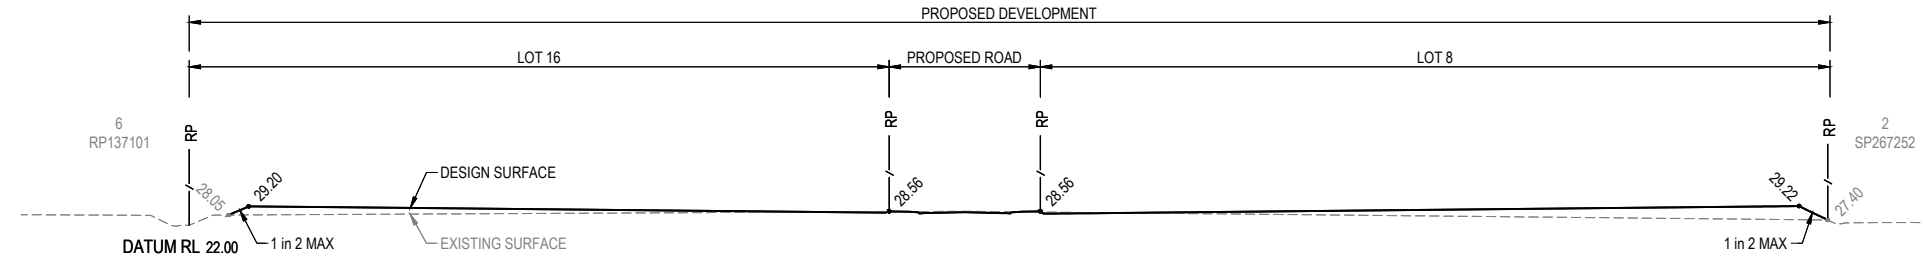 PROPOSED DEVELOPMENT
LOT 16
PROPOSED ROAD
LOT 8
6
RP137101
RP
RP
RP
RP
2
SP267252
28.05
29.20
DESIGN SURFACE
28.56
28.56
29.22
27.40
DATUM RL 22.00
1 in 2 MAX
EXISTING SURFACE
1 in 2 MAX